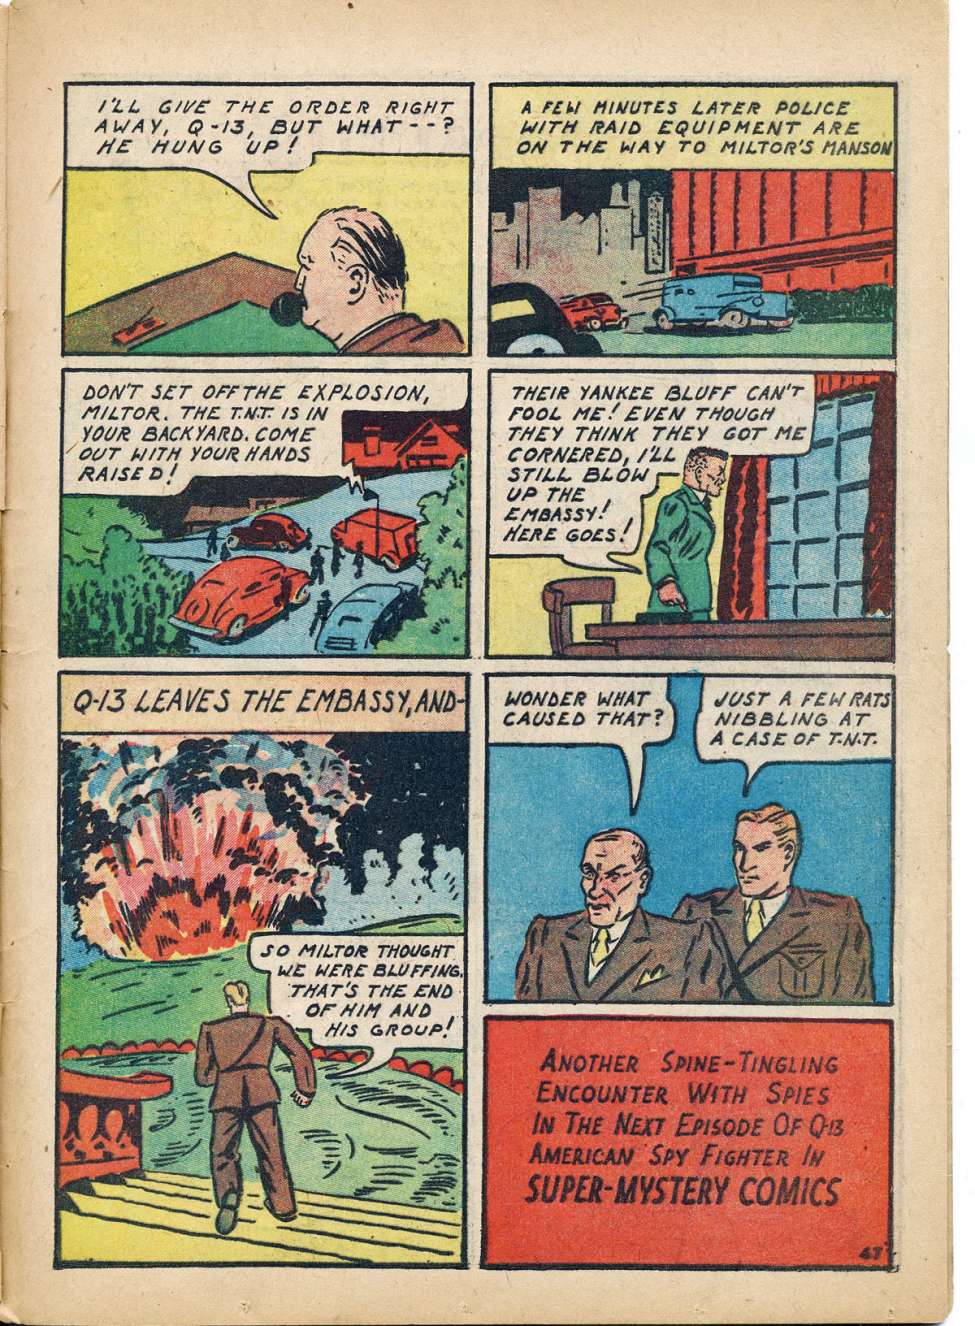 I'LL GIVE THE ORDER RIGHT
AWAY, Q-13, BUT WHAT--?
HE HUNG UP!
A FEW MINUTES LATER POLICE
WITH RAID EQUIPMENT ARE
ON THE WAY TO MILTOR'S MANSON
DON'T SET OFF THE EXPLOSION,
MILTOR. THE T.N.T. IS IN
YOUR BACKYARD. COME
OUT WITH YOUR HANDS
RAISED!
THEIR YANKEE BLUFF CAN'T
FOOL ME! EVEN THOUGH
THEY THINK THEY GOT ME
CORNERED, I'LL
STILL BLOW
UP THE
EMBASSY!
HERE GOES!
Q-13 LEAVES THE EMBASSY, AND-
SO MILTOR THOUGHT
WE WERE BLUFFING.
THAT'S THE END
OF HIM AND
HIS GROUP!
WONDER WHAT
CAUSED THAT?
JUST A FEW RATS
NIBBLING AT
A CASE OF T.N.T.
ANOTHER SPINE-TINGLING
ENCOUNTER WITH SPIES
IN THE NEXT EPISODE OF Q-13
AMERICAN SPY FIGHTER IN
SUPER-MYSTERY COMICS
67